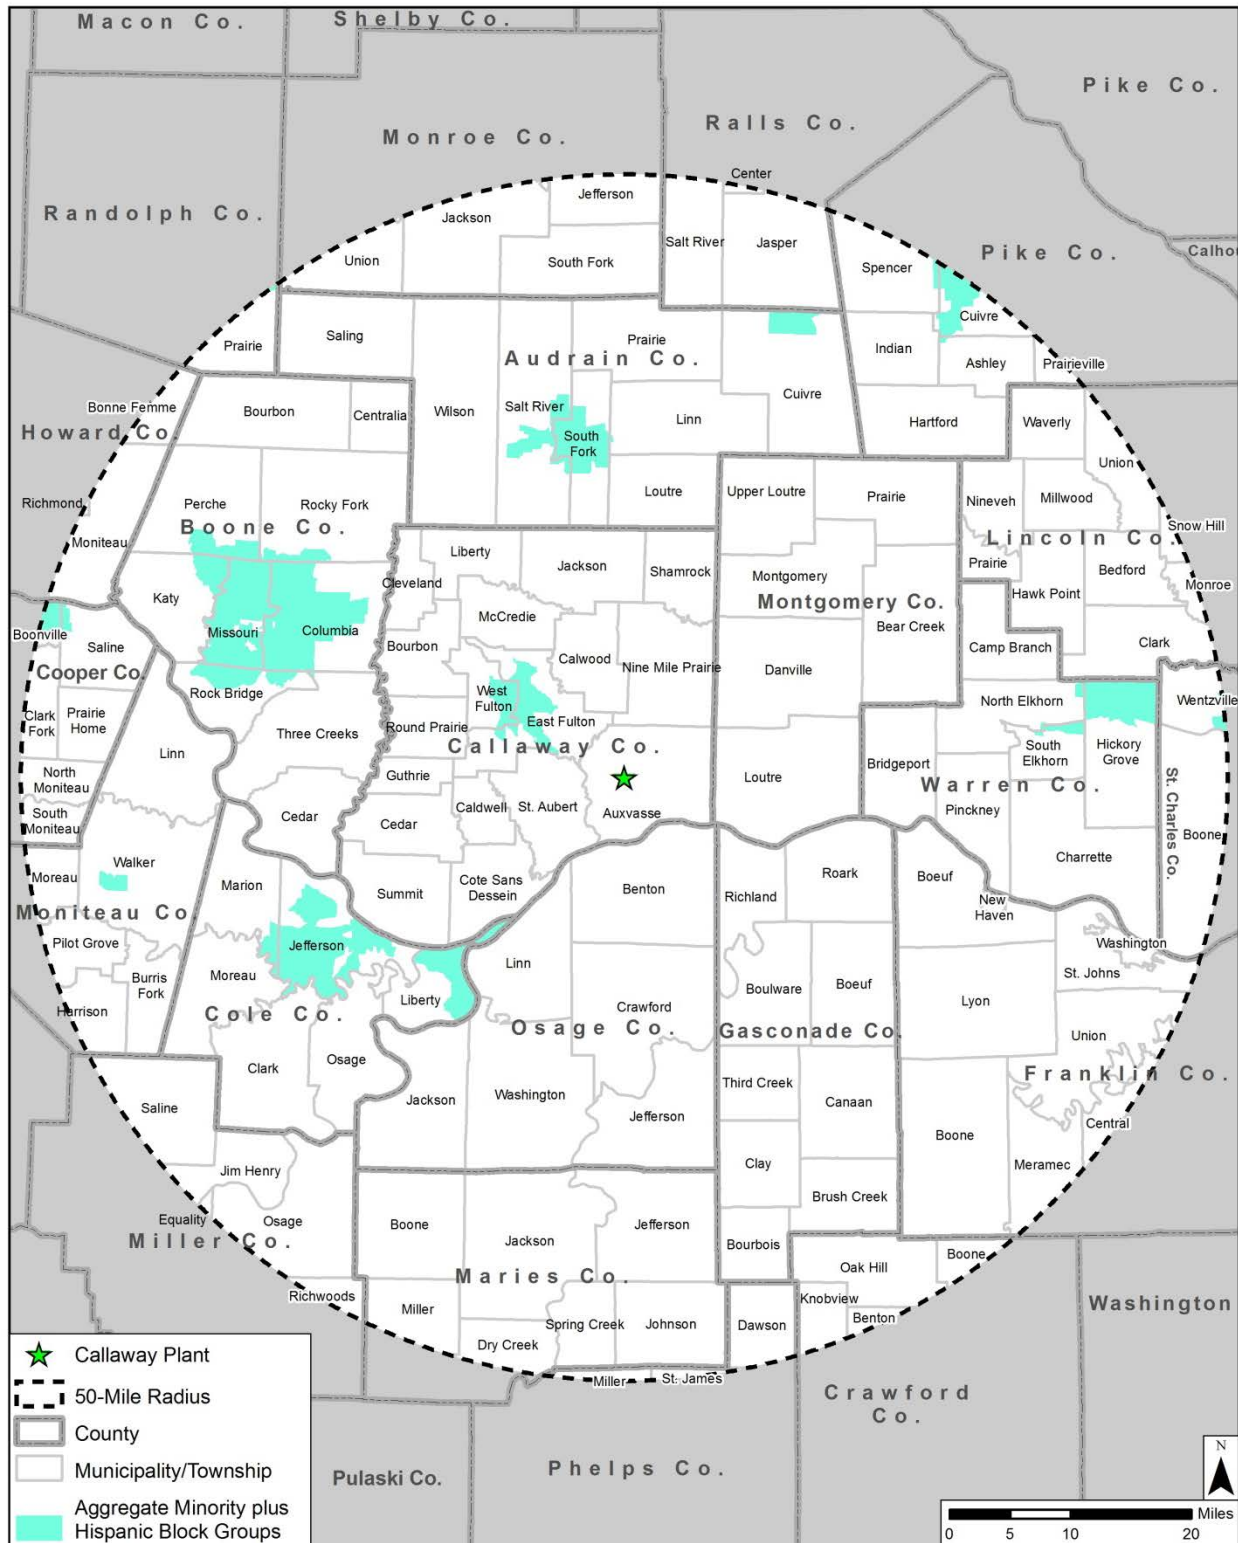 Macon Co.
Shelby Co.
Pike Co.
Ralls Co.
Monroe Co.
Randolph Co.
Center
Jefferson
Jackson
Salt River
Jasper
Union
South Fork
Spencer
Pike Co.
Calhou
Cuivre
Saling
Prairie
Prairie
Audrain Co.
Indian
Ashley
Prairieville
Bonne Femme
Bourbon
Centralia
Wilson
Salt River
Cuivre
Howard Co.
South
Fork
Linn
Hartford
Waverly
Union
Richmond
Perche
Rocky Fork
Loutre
Upper Loutre
Prairie
Nineveh
Millwood
Boone Co.
Snow Hill
Moniteau
Liberty
Lincoln Co.
Cleveland
Jackson
Shamrock
Montgomery
Prairie
Bedford
Monroe
Katy
Hawk Point
Montgomery Co.
McCredie
Boonville
Missouri
Columbia
Bear Creek
Saline
Bourbon
Calwood
Nine Mile Prairie
Danville
Camp Branch
Clark
Cooper Co.
Rock Bridge
West
Fulton
North Elkhorn
Wentzville
Clark
Fork
Prairie
Home
East Fulton
Round Prairie
Three Creeks
Callaway Co.
Linn
South
Elkhorn
Hickory
Grove
Bridgeport
North
Moniteau
Guthrie
Loutre
Warren Co.
St. Charles Co.
South
Moniteau
Cedar
Caldwell
St. Aubert
Auxvasse
Pinckney
Cedar
Boone
Walker
Charrette
Moreau
Marion
Summit
Cote Sans
Dessein
Benton
Richland
Roark
Boeuf
Moniteau Co.
New
Haven
Pilot Grove
Jefferson
Washington
Burris
Fork
Moreau
Linn
St. Johns
Harrison
Liberty
Crawford
Boulware
Boeuf
Lyon
Cole Co.
Osage Co.
Gasconade Co.
Union
Clark
Osage
Franklin Co.
Third Creek
Saline
Jackson
Washington
Jefferson
Canaan
Central
Boone
Jim Henry
Clay
Meramec
Brush Creek
Equality
Osage
Boone
Jackson
Jefferson
Miller Co.
Bourbois
Boone
Maries Co.
Oak Hill
Richwoods
Knobview
Miller
Spring Creek
Johnson
Dawson
Benton
Washington
Dry Creek
Miller
St. James
Crawford
Co.
Phelps Co.
Pulaski Co.
Callaway Plant
50-Mile Radius
County
Municipality/Township
Aggregate Minority plus
Hispanic Block Groups
N
Miles
0 5 10 20